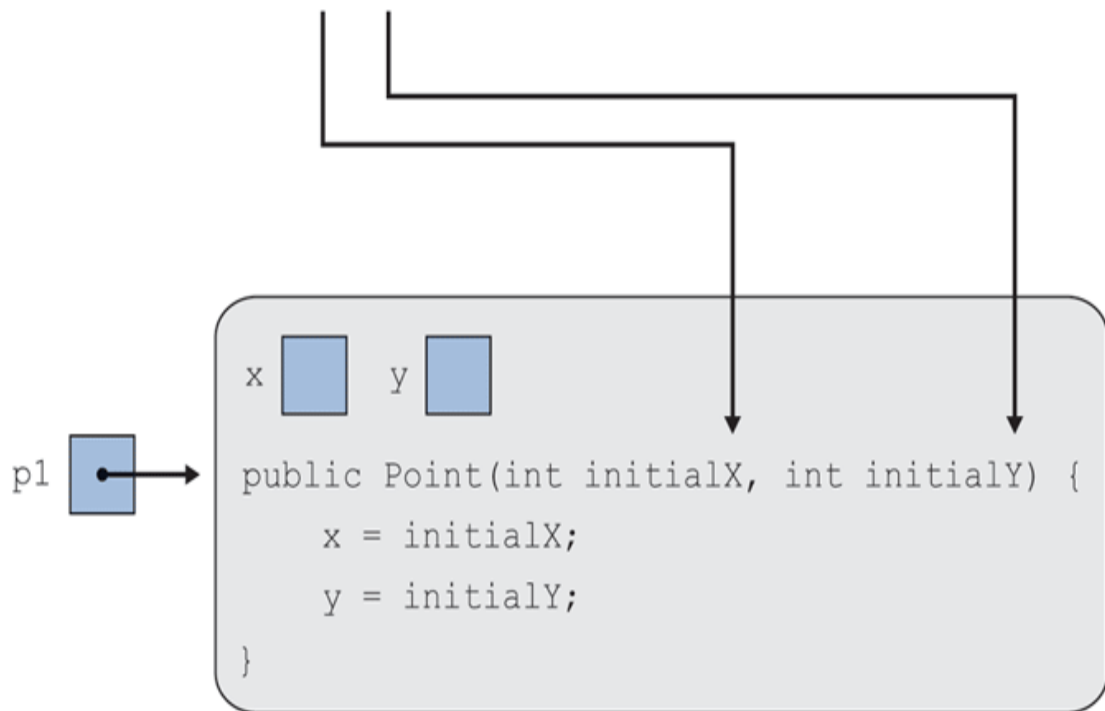 x y
p1
public Point(int initialX, int initialY) {
x = initialX;
y = initialY;
}